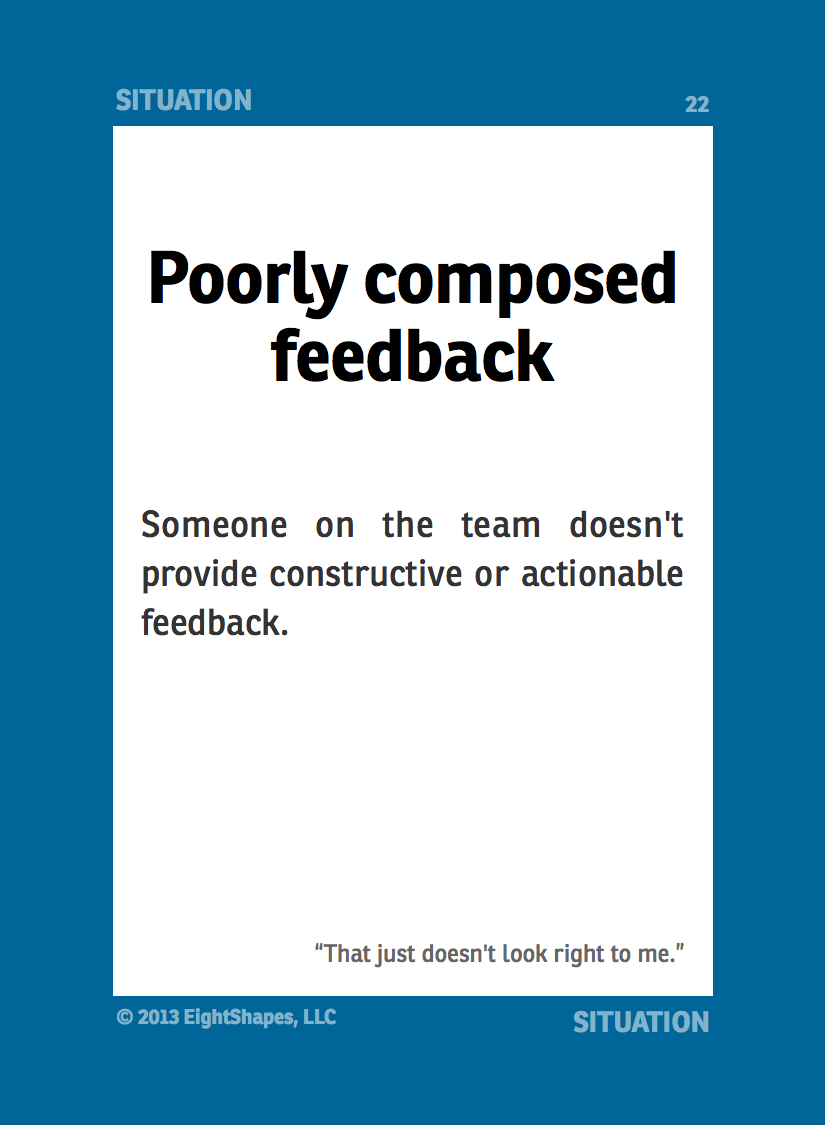 SITUATION
22
Poorly composed
feedback
Someone on the team doesn't
provide constructive or actionable
feedback.
“That just doesn't look right to me.”
© 2013 EightShapes, LLC
SITUATION